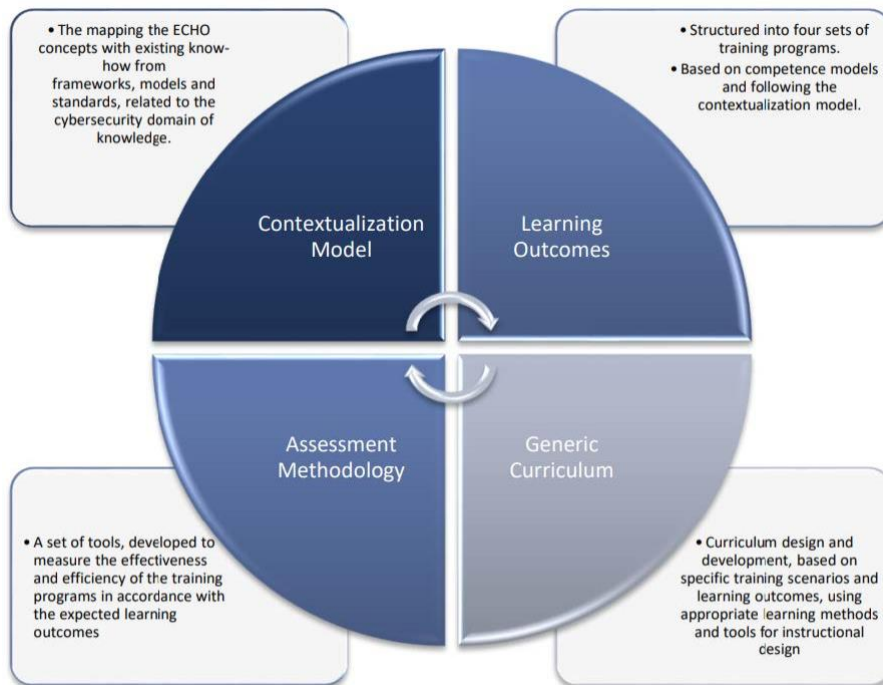 • The mapping the ECHO
concepts with existing know-
how from
frameworks, models and
standards, related to the
cybersecurity domain of
knowledge.
• Structured into four sets of
training programs.
• Based on competence models
and following the
contextualization model.
Contextualization
Model
Learning
Outcomes
Assessment
Methodology
Generic
Curriculum
• A set of tools, developed to
measure the effectiveness
and efficiency of the training
programs in accordance with
the expected learning
outcomes
• Curriculum design and
development, based on
specific training scenarios and
learning outcomes, using
appropriate learning methods
and tools for instructional
design